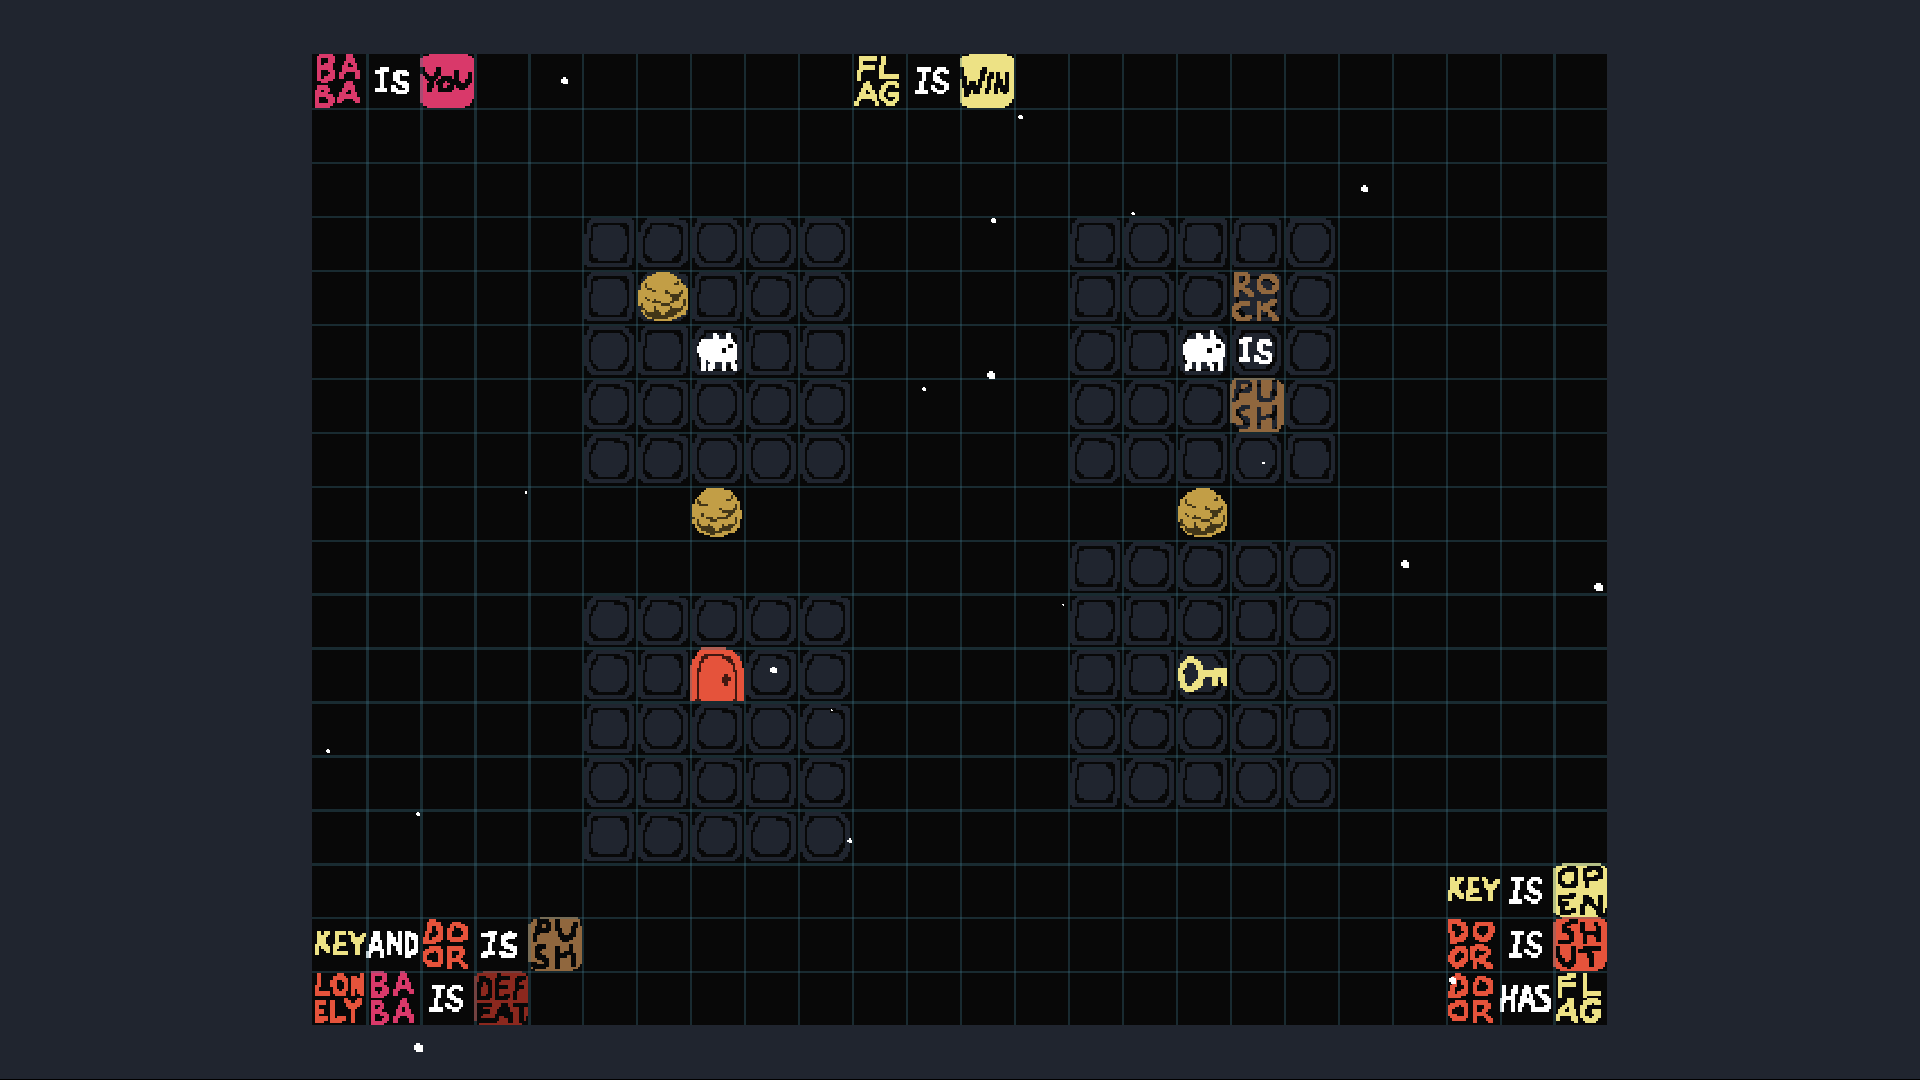 BABA IS YOU
FLAG IS WIN
ROCK
IS
PUSH
KEY IS OPEN
KEY AND DOOR IS PUSH
DOOR IS SHUT
LONELY BABA IS DEFEAT
DOOR HAS FLAG